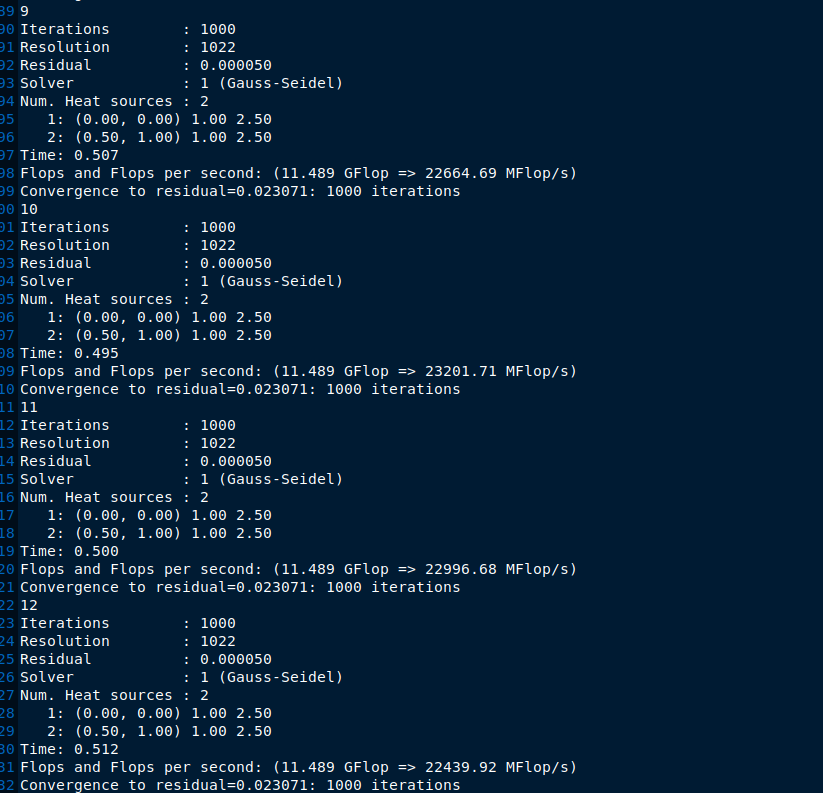 89 9
90 Iterations        : 1000
91 Resolution        : 1022
92 Residual          : 0.000050
93 Solver            : 1 (Gauss-Seidel)
94 Num. Heat sources : 2
95    1: (0.00, 0.00) 1.00 2.50
96    2: (0.50, 1.00) 1.00 2.50
97 Time: 0.507
98 Flops and Flops per second: (11.489 GFlop => 22664.69 MFlop/s)
99 Convergence to residual=0.023071: 1000 iterations
00 10
01 Iterations        : 1000
02 Resolution        : 1022
03 Residual          : 0.000050
04 Solver            : 1 (Gauss-Seidel)
05 Num. Heat sources : 2
06    1: (0.00, 0.00) 1.00 2.50
07    2: (0.50, 1.00) 1.00 2.50
08 Time: 0.495
09 Flops and Flops per second: (11.489 GFlop => 23201.71 MFlop/s)
10 Convergence to residual=0.023071: 1000 iterations
11 11
12 Iterations        : 1000
13 Resolution        : 1022
14 Residual          : 0.000050
15 Solver            : 1 (Gauss-Seidel)
16 Num. Heat sources : 2
17    1: (0.00, 0.00) 1.00 2.50
18    2: (0.50, 1.00) 1.00 2.50
19 Time: 0.500
20 Flops and Flops per second: (11.489 GFlop => 22996.68 MFlop/s)
21 Convergence to residual=0.023071: 1000 iterations
22 12
23 Iterations        : 1000
24 Resolution        : 1022
25 Residual          : 0.000050
26 Solver            : 1 (Gauss-Seidel)
27 Num. Heat sources : 2
28    1: (0.00, 0.00) 1.00 2.50
29    2: (0.50, 1.00) 1.00 2.50
30 Time: 0.512
31 Flops and Flops per second: (11.489 GFlop => 22439.92 MFlop/s)
32 Convergence to residual=0.023071: 1000 iterations